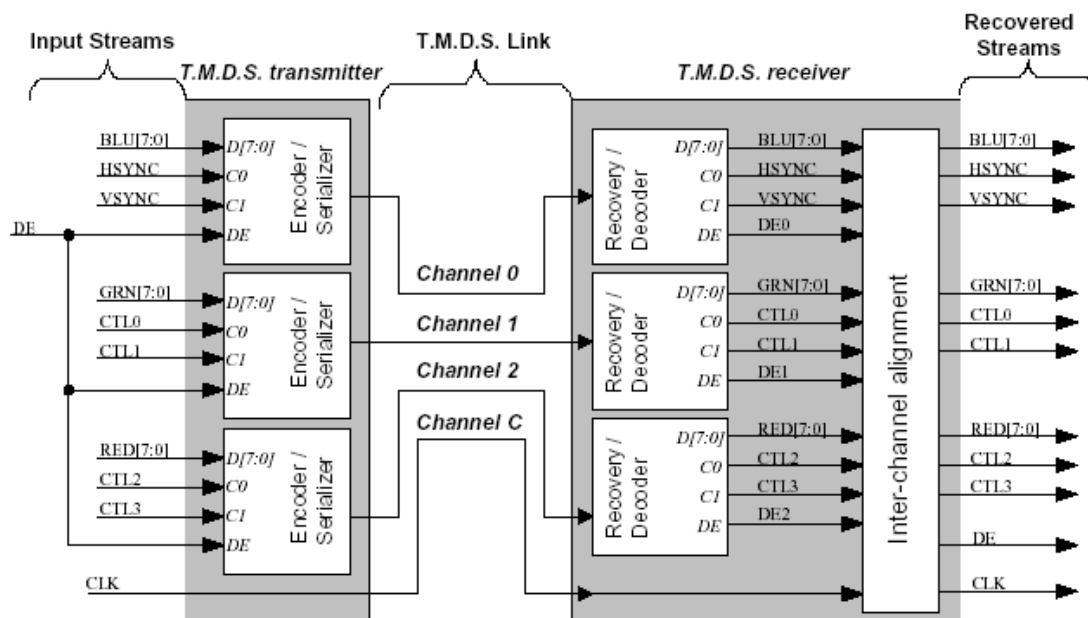 Input Streams
T.M.D.S. Link
Recovered
Streams
T.M.D.S. transmitter
T.M.D.S. receiver
BLU[7:0]
HSYNC
VSYNC
DE
D[7:0]
C0
C1
DE
Encoder /
Serializer
GRN[7:0]
CTL0
CTL1
D[7:0]
C0
C1
DE
Encoder /
Serializer
RED[7:0]
CTL2
CTL3
D[7:0]
C0
C1
DE
Encoder /
Serializer
CLK
Channel 0
Channel 1
Channel 2
Channel C
Recovery /
Decoder
D[7:0]
C0
C1
DE
BLU[7:0]
HSYNC
VSYNC
DE0
Recovery /
Decoder
D[7:0]
C0
C1
DE
GRN[7:0]
CTL0
CTL1
DE1
Recovery /
Decoder
D[7:0]
C0
C1
DE
RED[7:0]
CTL2
CTL3
DE2
Inter-channel alignment
BLU[7:0]
HSYNC
VSYNC
GRN[7:0]
CTL0
CTL1
RED[7:0]
CTL2
CTL3
DE
CLK